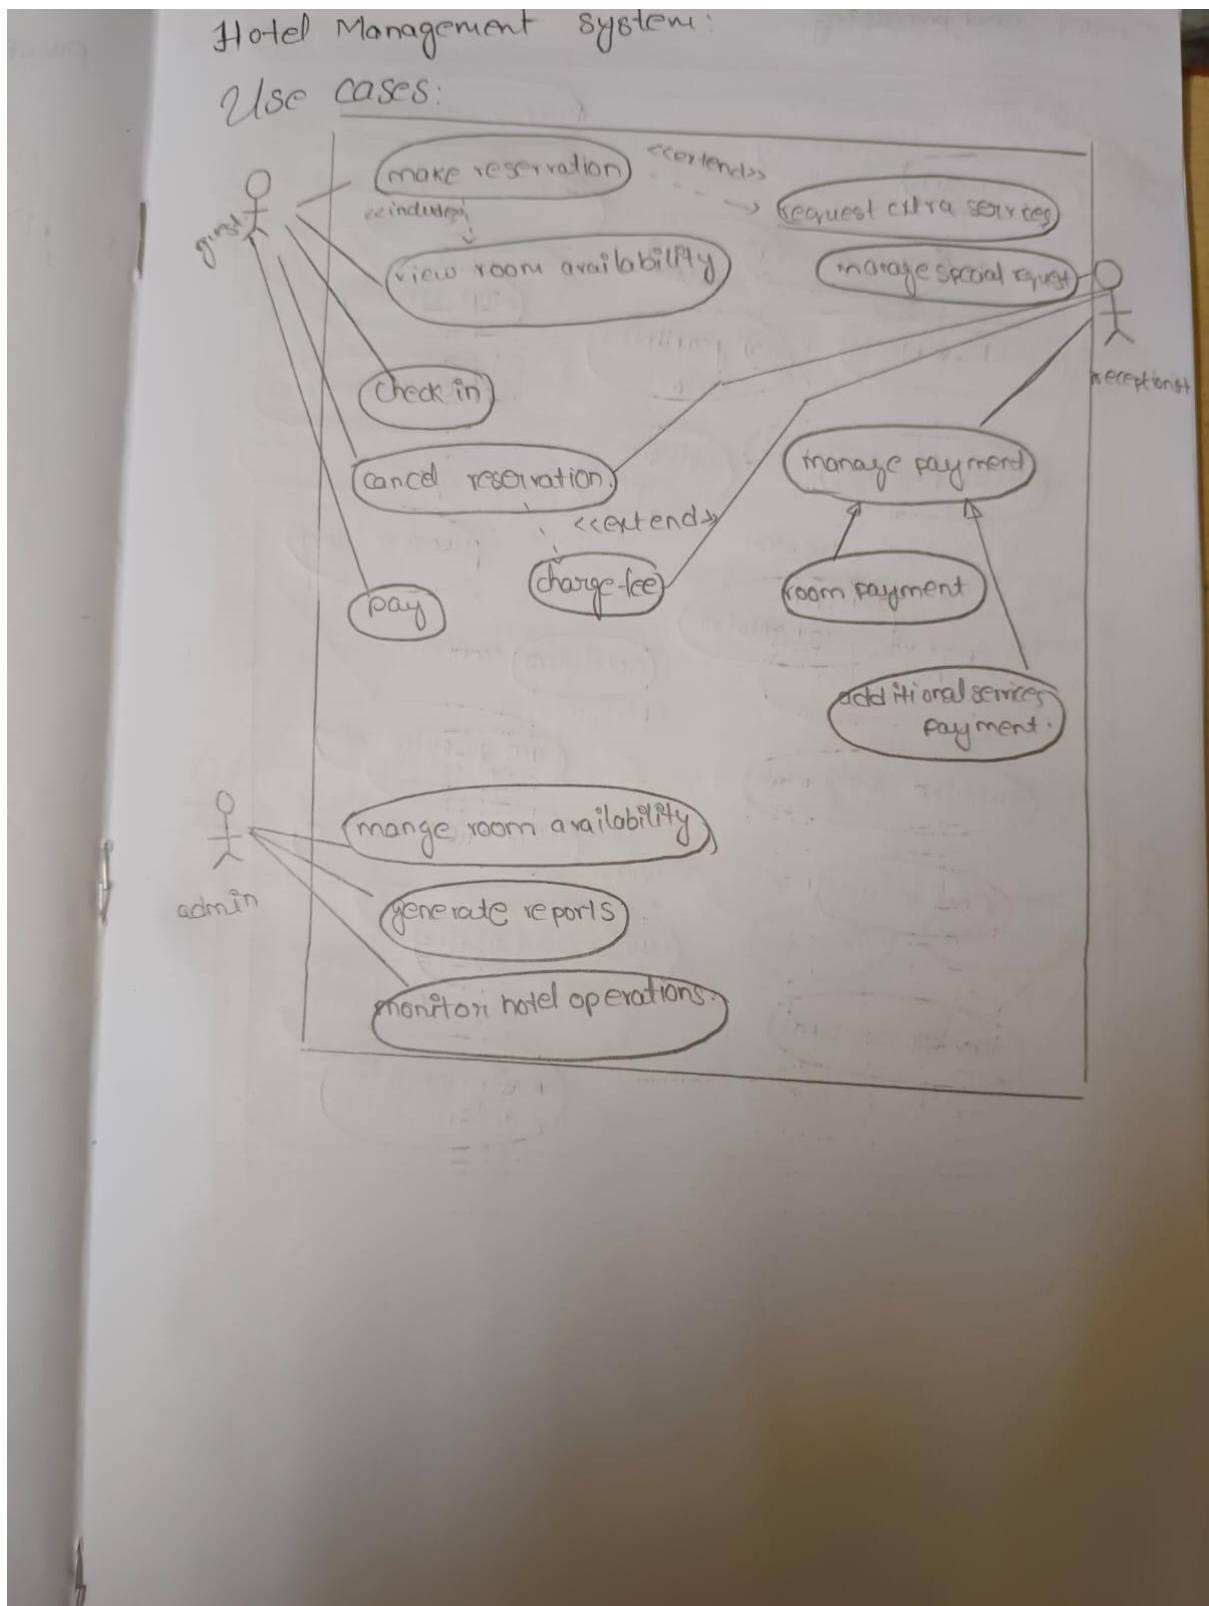 Hotel Management system:
Use cases:
make reservation
<<extend>>
request extra services
guest
<<include>>
view room availability
manage special request
check in
receptionist
manage payment
cancel reservation.
<<extend>>
charge fee
room payment
pay
additional services
payment.
mange room availability
admin
generate reports
monitor hotel operations.